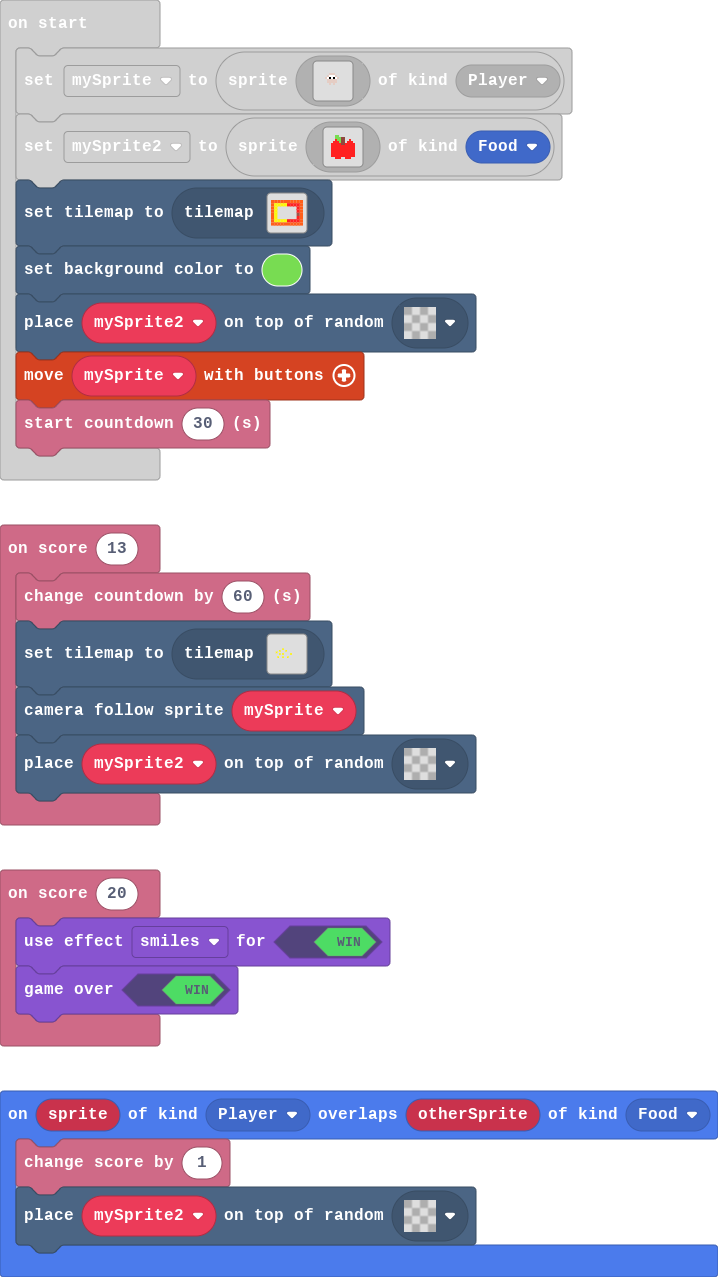 on start
set mySprite to sprite of kind Player
set mySprite2 to sprite of kind Food
set tilemap to tilemap
set background color to
place mySprite2 on top of random
move mySprite with buttons
start countdown 30 (s)
on score 13
change countdown by 60 (s)
set tilemap to tilemap
camera follow sprite mySprite
place mySprite2 on top of random
on score 20
use effect smiles for WIN
game over WIN
on sprite of kind Player overlaps otherSprite of kind Food
change score by 1
place mySprite2 on top of random